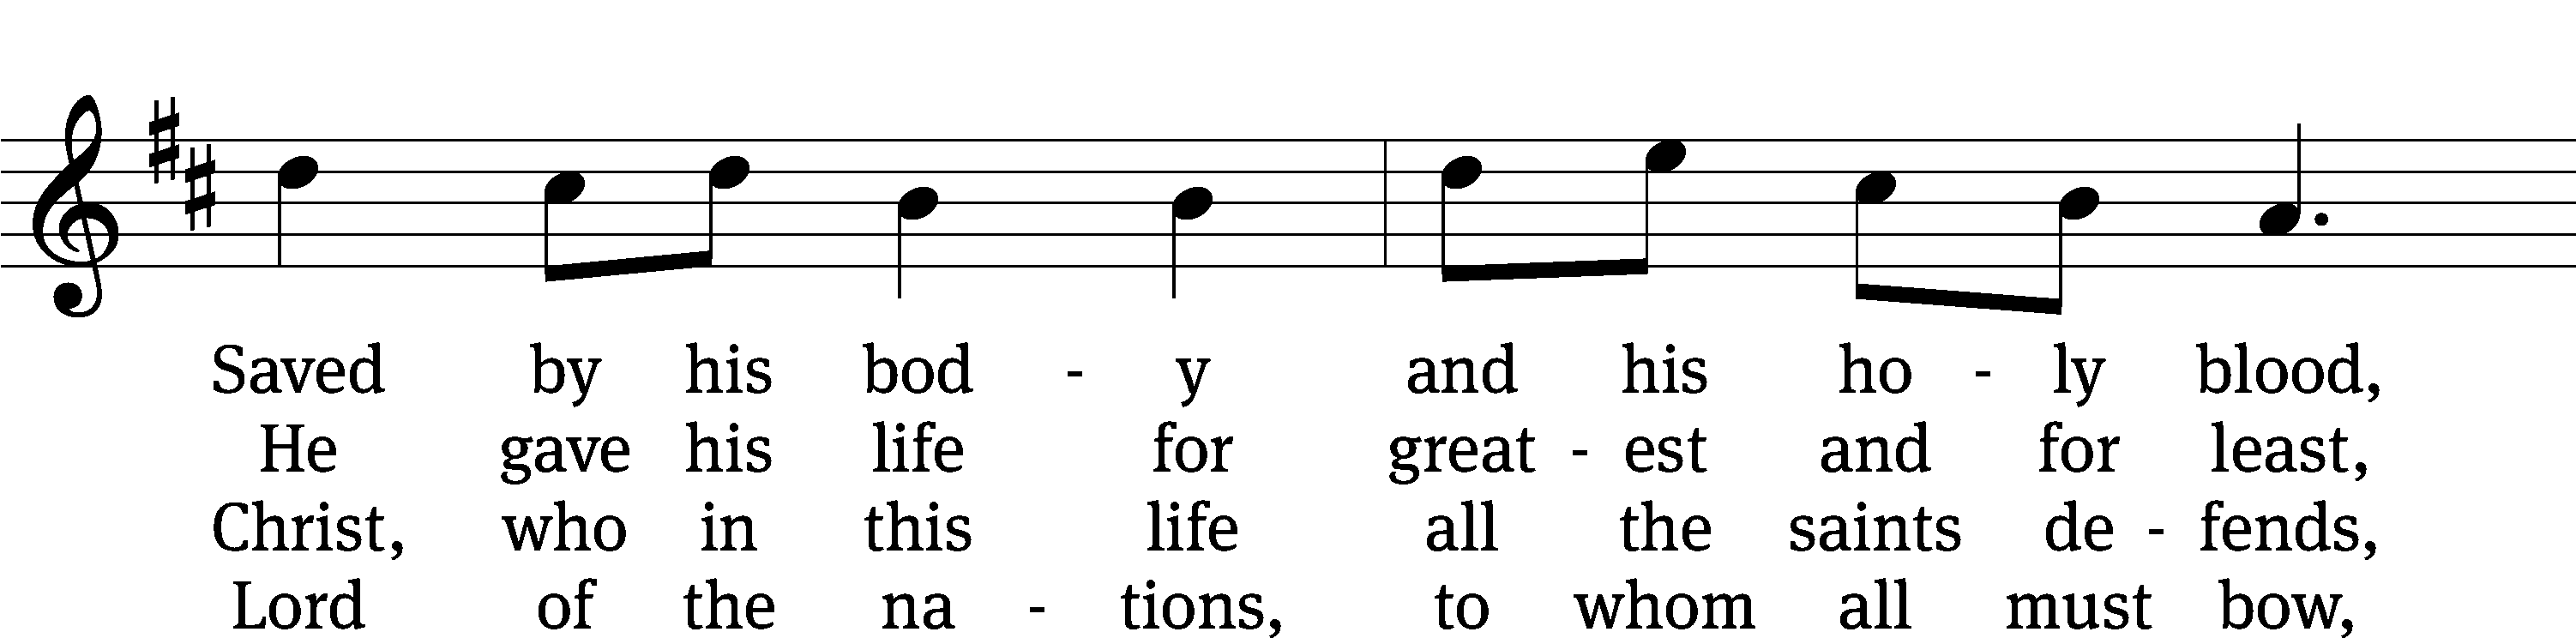 Saved by his bod - y and his ho - ly blood,
He gave his life for great - est and for least,
Christ, who in this life all the saints de - fends,
Lord of the na - tions, to whom all must bow,